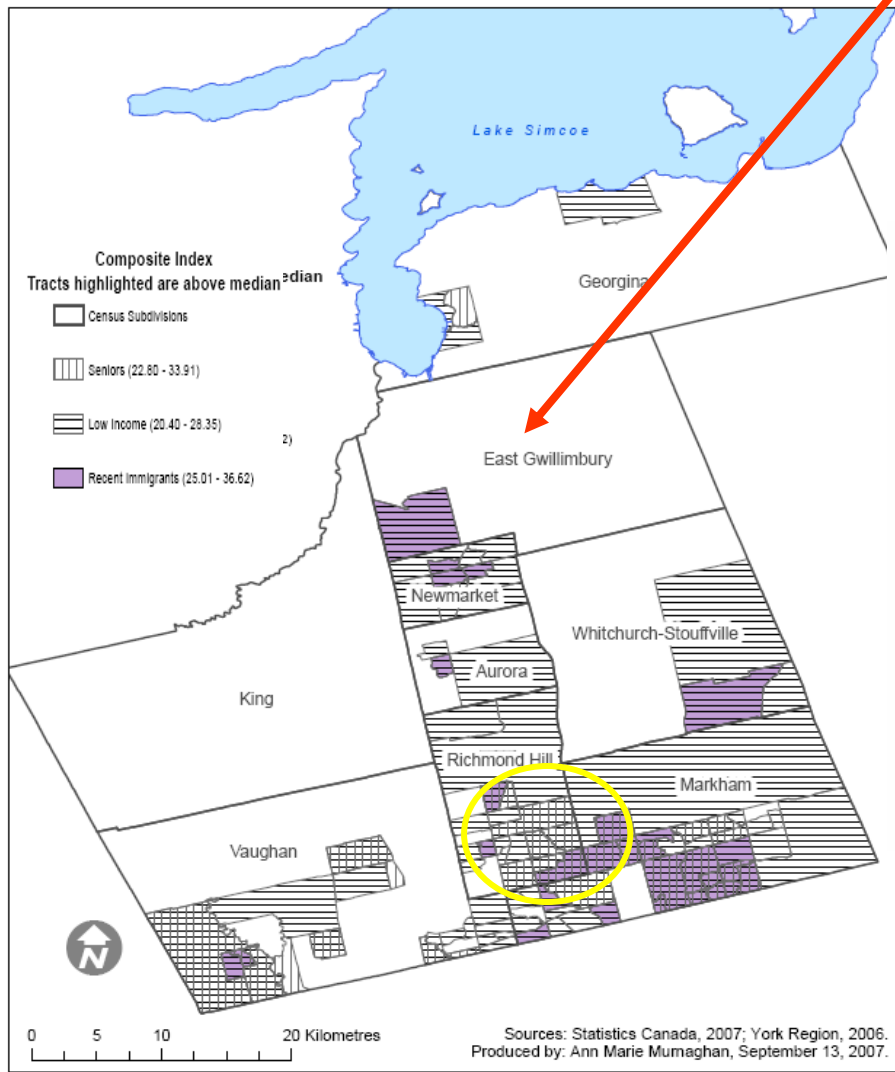 Lake Simcoe
Composite Index
Tracts highlighted are above median
edian
Census Subdivisions
Seniors (22.80 - 33.91)
Low Income (20.40 - 28.35)
2)
Recent Immigrants (25.01 - 36.62)
Georgina
East Gwillimbury
Newmarket
Whitchurch-Stouffville
Aurora
King
Richmond Hill
Markham
Vaughan
N
0 5 10 20 Kilometres
Sources: Statistics Canada, 2007; York Region, 2006.
Produced by: Ann Marie Murnaghan, September 13, 2007.